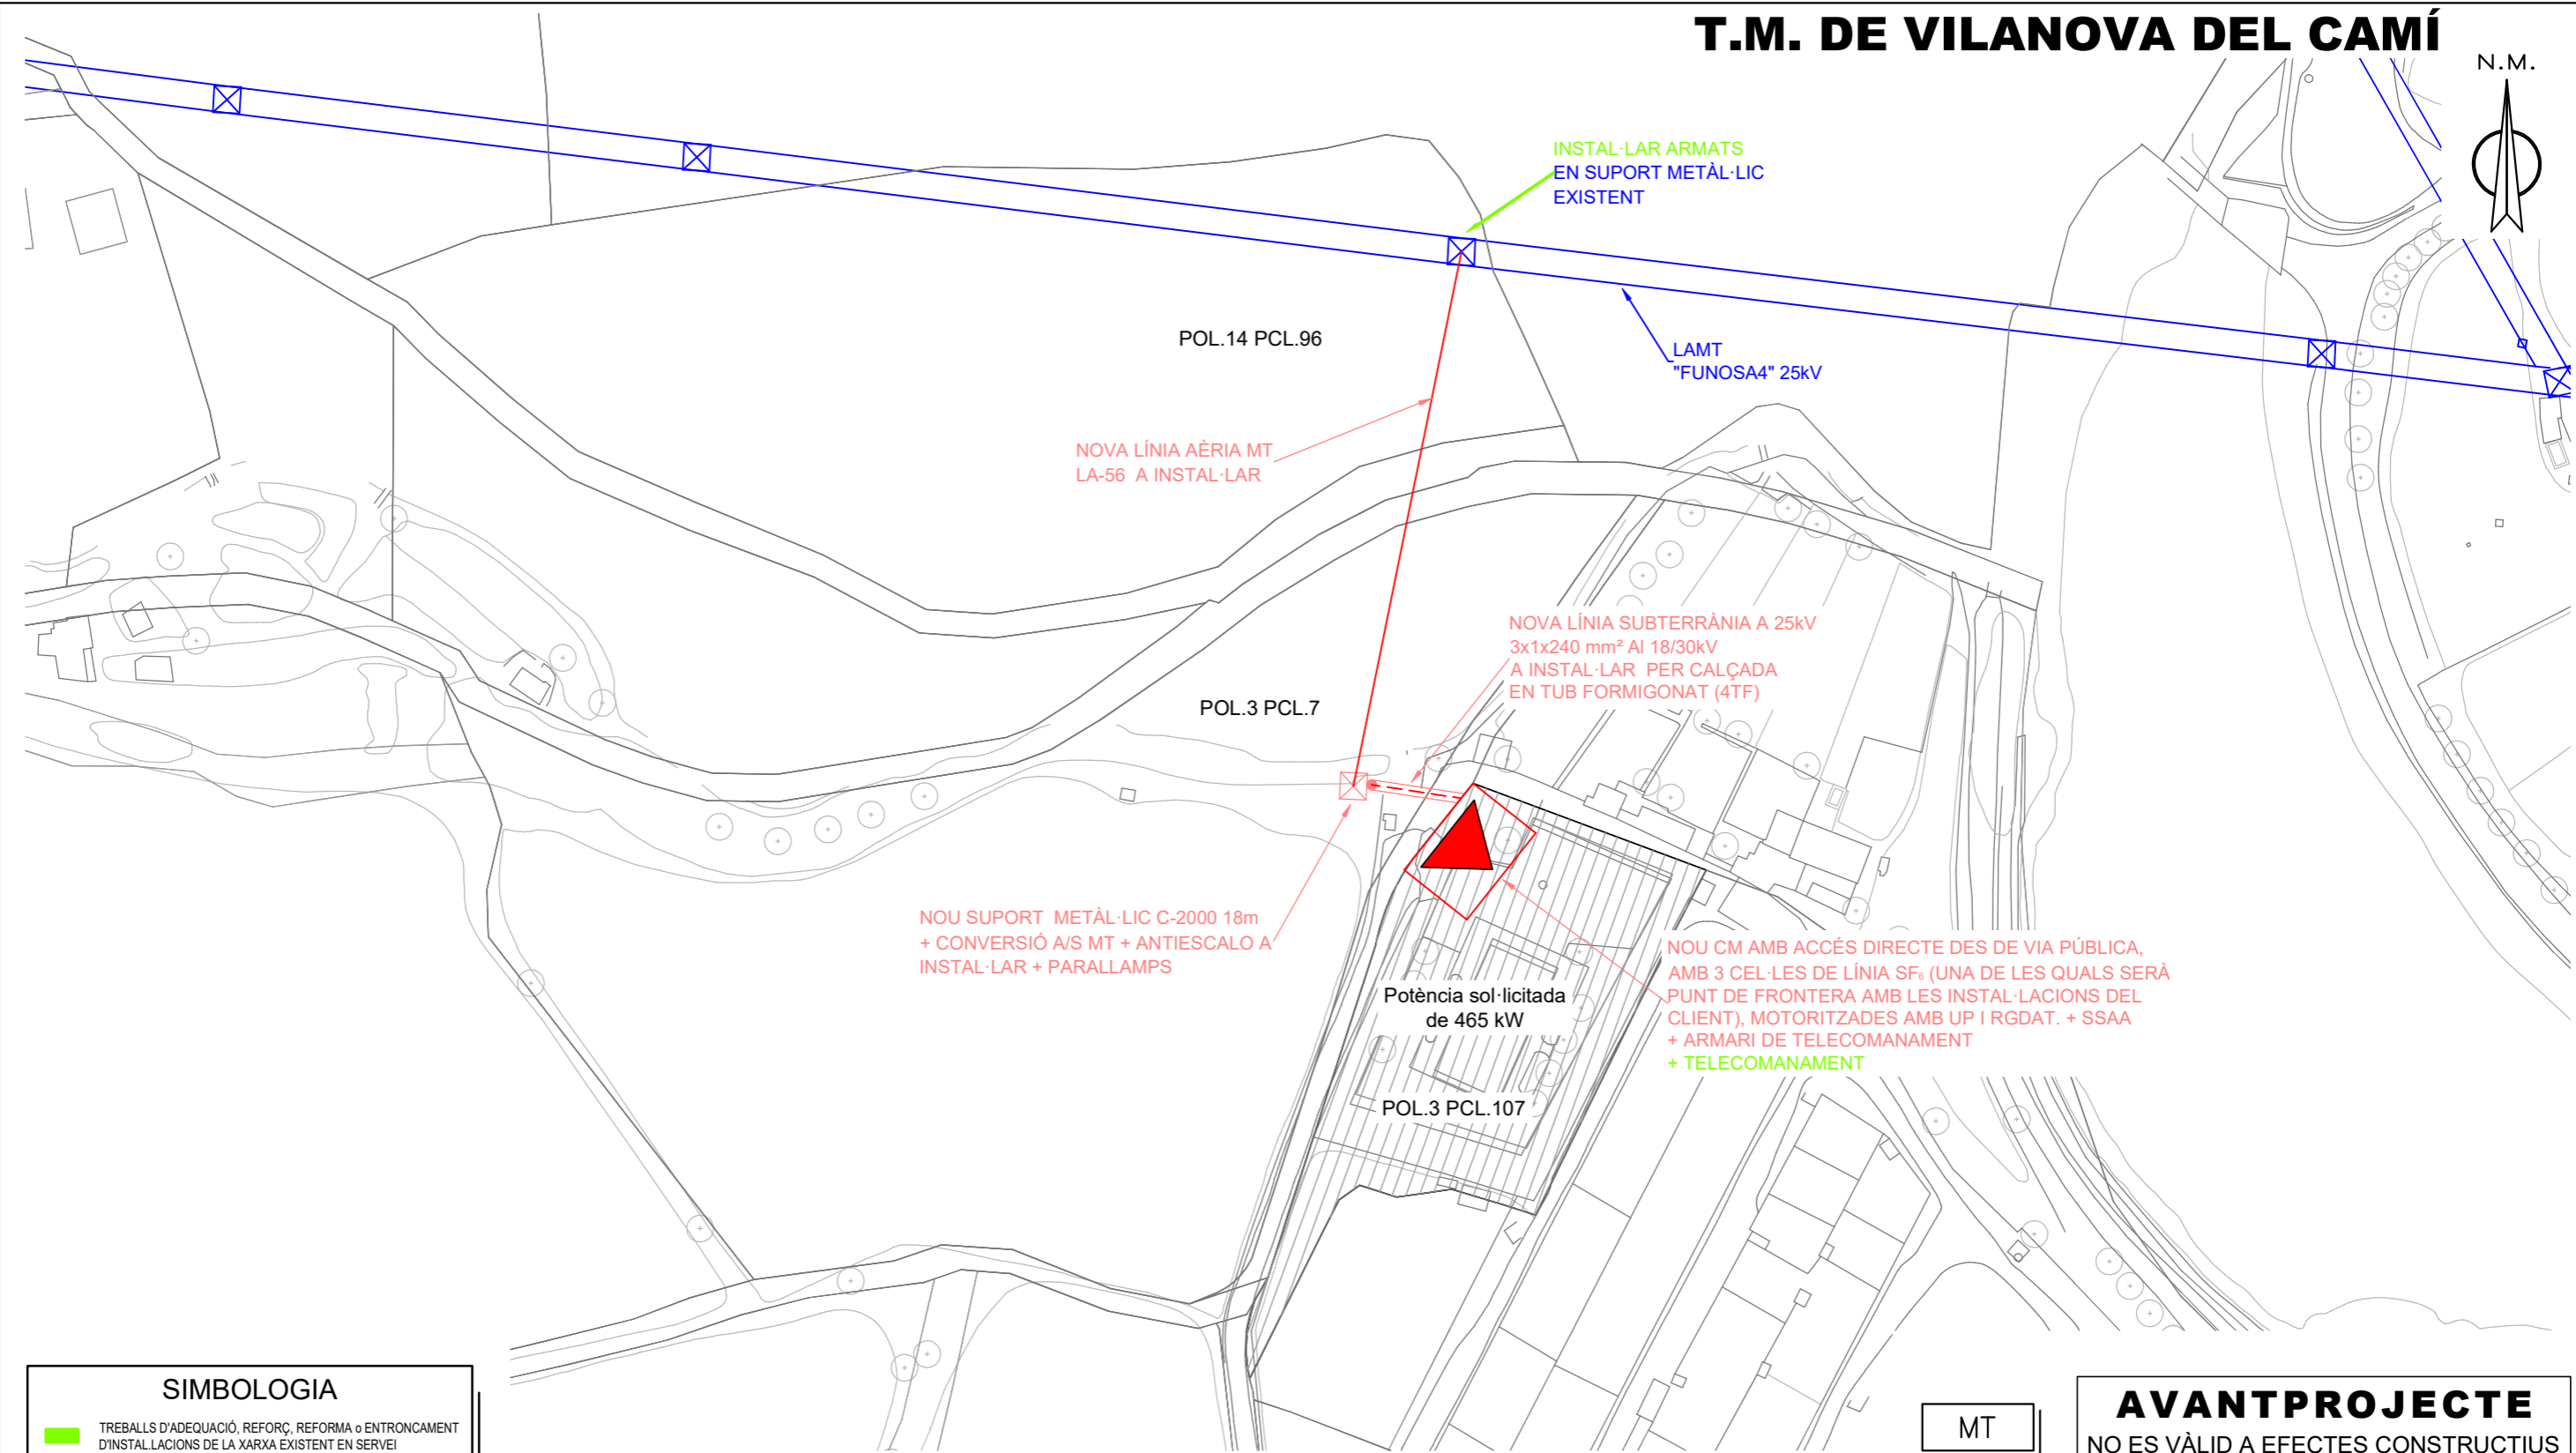 T.M. DE VILANOVA DEL CAMÍ
N.M.
INSTAL·LAR ARMATS
EN SUPORT METÀL·LIC
EXISTENT
POL.14 PCL.96
LAMT
"FUNOSA4" 25kV
NOVA LÍNIA AÈRIA MT
LA-56 A INSTAL·LAR
NOVA LÍNIA SUBTERRÀNIA A 25kV
3x1x240 mm² Al 18/30kV
A INSTAL·LAR PER CALÇADA
EN TUB FORMIGONAT (4TF)
POL.3 PCL.7
NOU SUPORT METÀL·LIC C-2000 18m
+ CONVERSIÓ A/S MT + ANTIESCALO A
INSTAL·LAR + PARALLAMPS
NOU CM AMB ACCÉS DIRECTE DES DE VIA PÚBLICA,
AMB 3 CEL·LES DE LÍNIA SF₆ (UNA DE LES QUALS SERÀ
PUNT DE FRONTERA AMB LES INSTAL·LACIONS DEL
CLIENT), MOTORITZADES AMB UP I RGDAT. + SSAA
+ ARMARI DE TELECOMANAMENT
+ TELECOMANAMENT
Potència sol·licitada
de 465 kW
POL.3 PCL.107
SIMBOLOGIA
TREBALLS D'ADEQUACIÓ, REFORÇ, REFORMA o ENTRONCAMENT
D'INSTAL.LACIONS DE LA XARXA EXISTENT EN SERVEI
MT
AVANTPROJECTE
NO ES VÀLID A EFECTES CONSTRUCTIUS